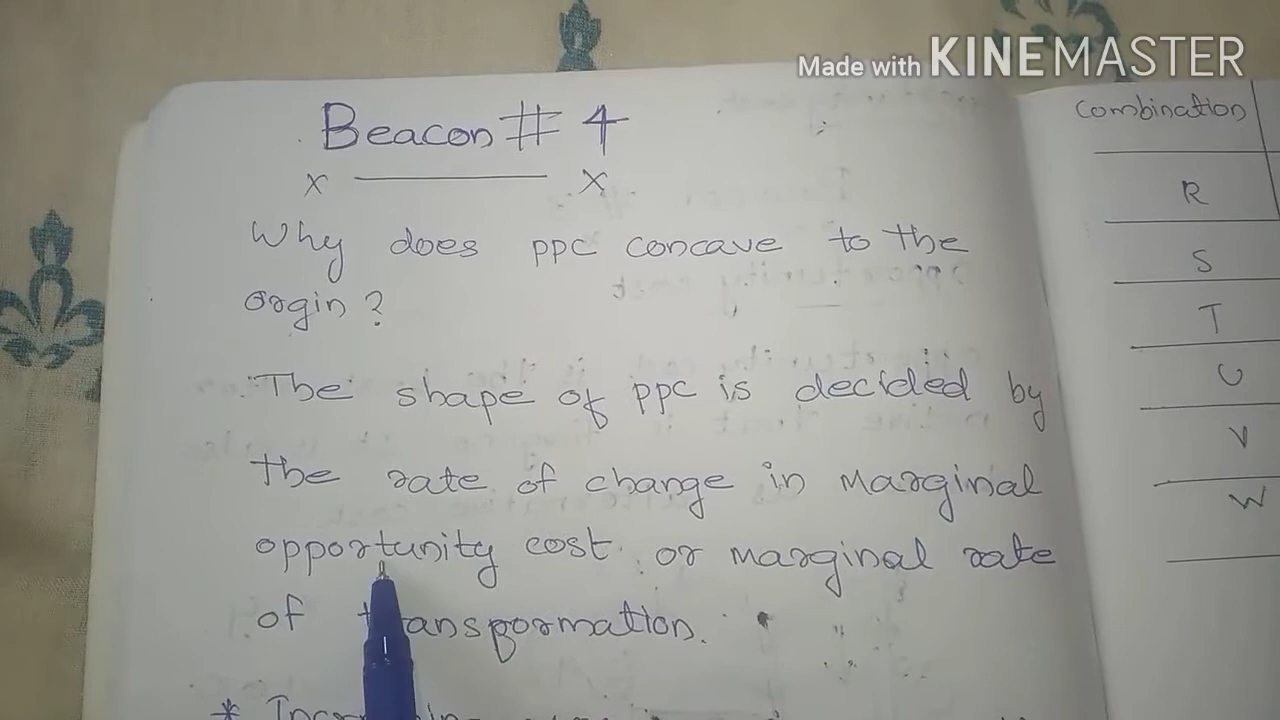 Made with KINEMASTER
Beacon # 4
x ——— x
Why does ppc concave to the
orgin?
The shape of ppc is decided by
the rate of change in marginal
opportunity cost or marginal rate
of transpormation.
Combination
R
S
T
U
V
W